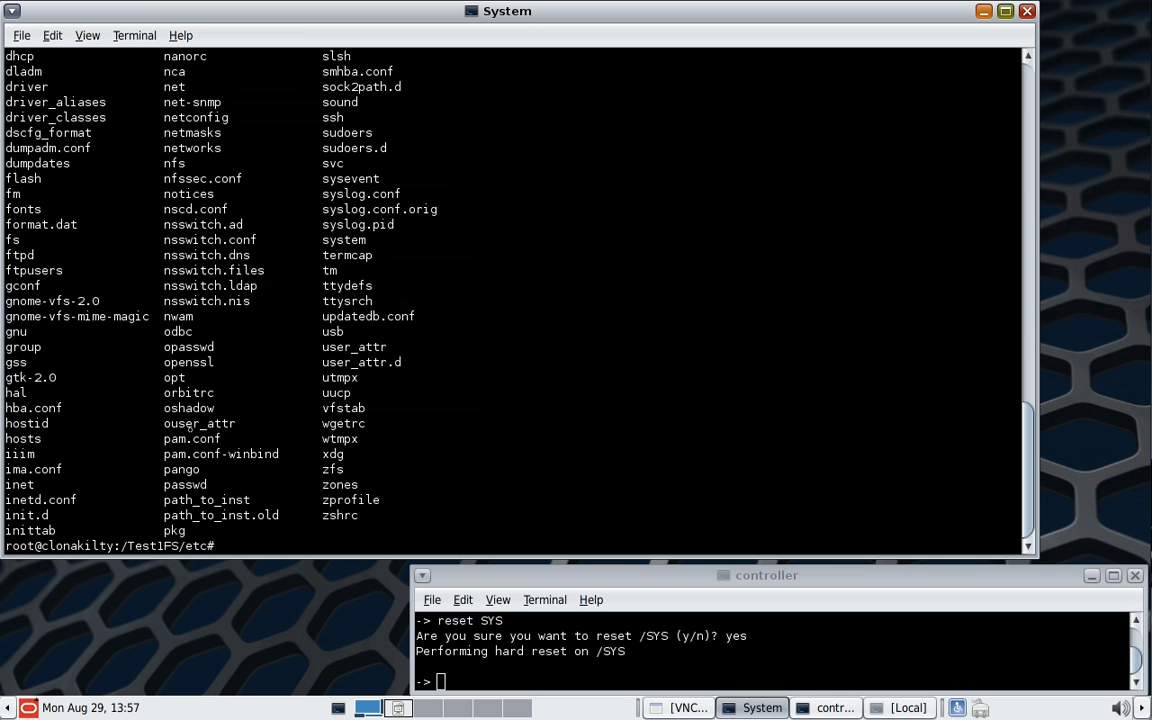 System
File Edit View Terminal Help
dhcp nanorc slsh
dladm nca smhba.conf
driver net sock2path.d
driver_aliases net-snmp sound
driver_classes netconfig ssh
dscfg_format netmasks sudoers
dumpadm.conf networks sudoers.d
dumpdates nfs svc
flash nfssec.conf sysevent
fm notices syslog.conf
fonts nscd.conf syslog.conf.orig
format.dat nsswitch.ad syslog.pid
fs nsswitch.conf system
ftpd nsswitch.dns termcap
ftpusers nsswitch.files tm
gconf nsswitch.ldap ttydefs
gnome-vfs-2.0 nsswitch.nis ttysrch
gnome-vfs-mime-magic nwam updatedb.conf
gnu odbc usb
group opasswd user_attr
gss openssl user_attr.d
gtk-2.0 opt utmpx
hal orbitrc uucp
hba.conf oshadow vfstab
hostid ouser_attr wgetrc
hosts pam.conf wtmpx
iiim pam.conf-winbind xdg
ima.conf pango zfs
inet passwd zones
inetd.conf path_to_inst zprofile
init.d path_to_inst.old zshrc
inittab pkg
root@clonakilty:/Test1FS/etc#
controller
File Edit View Terminal Help
-> reset SYS
Are you sure you want to reset /SYS (y/n)? yes
Performing hard reset on /SYS
->
Mon Aug 29, 13:57 [VNC... System contr... [Local]